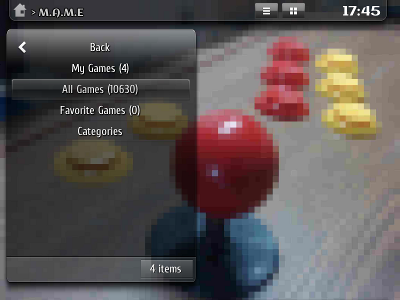 > M.A.M.E
17:45
Back
My Games (4)
All Games (10630)
Favorite Games (0)
Categories
4 items